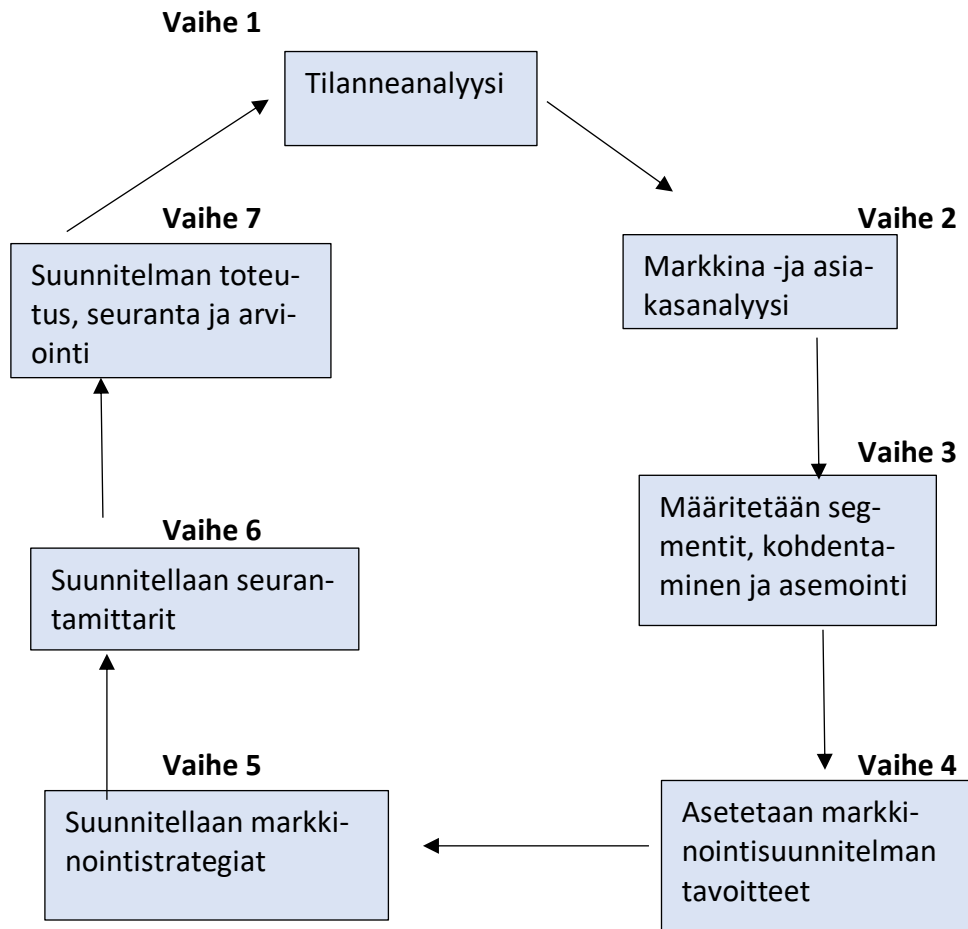 Vaihe 1
Tilanneanalyysi
Vaihe 2
Markkina -ja asia-
kasanalyysi
Vaihe 3
Määritetään seg-
mentit, kohdenta-
minen ja asemointi
Vaihe 4
Asetetaan markki-
nointisuunnitelman
tavoitteet
Vaihe 5
Suunnitellaan markki-
nointistrategiat
Vaihe 6
Suunnitellaan seuran-
tamittarit
Vaihe 7
Suunnitelman toteu-
tus, seuranta ja arvi-
ointi